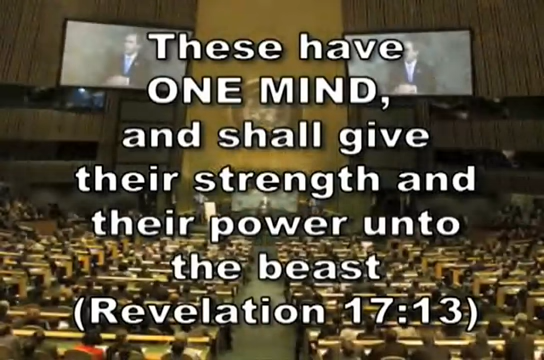 These have
ONE MIND,
and shall give
their strength and
their power unto
the beast
(Revelation 17:13)